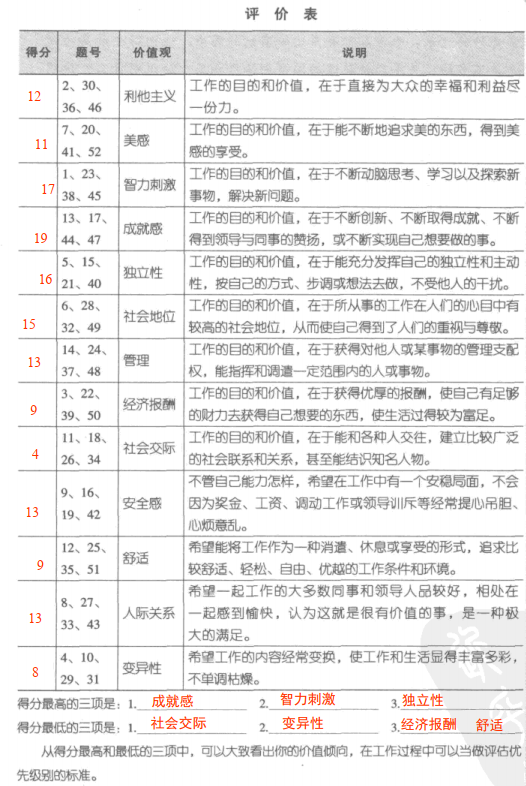 评 价 表
得分 题号 价值观 说明
12 2、30、36、46 利他主义 工作的目的和价值，在于直接为大众的幸福和利益尽一份力。
11 7、20、41、52 美感 工作的目的和价值，在于能不断地追求美的东西，得到美感的享受。
17 1、23、38、45 智力刺激 工作的目的和价值，在于不断动脑思考、学习以及探索新事物，解决新问题。
19 13、17、44、47 成就感 工作的目的和价值，在于不断创新、不断取得成就、不断得到领导与同事的赞扬，或不断实现自己想要做的事。
16 5、15、21、40 独立性 工作的目的和价值，在于能充分发挥自己的独立性和主动性，按自己的方式、步调或想法去做，不受他人的干扰。
15 6、28、32、49 社会地位 工作的目的和价值，在于所从事的工作在人们的心目中有较高的社会地位，从而使自己得到了人们的重视与尊敬。
13 14、24、37、48 管理 工作的目的和价值，在于获得对他人或某事物的管理支配权，能指挥和调遣一定范围内的人或事物。
9 3、22、39、50 经济报酬 工作的目的和价值，在于获得优厚的报酬，使自己有足够的财力去获得自己想要的东西，使生活过得较为富足。
4 11、18、26、34 社会交际 工作的目的和价值，在于能和各种人交往，建立比较广泛的社会联系和关系，甚至能结识知名人物。
13 9、16、19、42 安全感 不管自己能力怎样，希望在工作中有一个安稳局面，不会因为奖金、工资、调动工作或领导训斥等经常提心吊胆、心烦意乱。
9 12、25、35、51 舒适 希望能将工作作为一种消遣、休息或享受的形式，追求比较舒适、轻松、自由、优越的工作条件和环境。
13 8、27、33、43 人际关系 希望一起工作的大多数同事和领导人品较好，相处在一起感到愉快，认为这就是很有价值的事，是一种极大的满足。
8 4、10、29、31 变异性 希望工作的内容经常变换，使工作和生活显得丰富多彩，不单调枯燥。
得分最高的三项是：1. 成就感 2. 智力刺激 3. 独立性
得分最低的三项是：1. 社会交际 2. 变异性 3. 经济报酬 舒适
从得分最高和最低的三项中，可以大致看出你的价值倾向，在工作过程中可以当做评估优
先级别的标准。